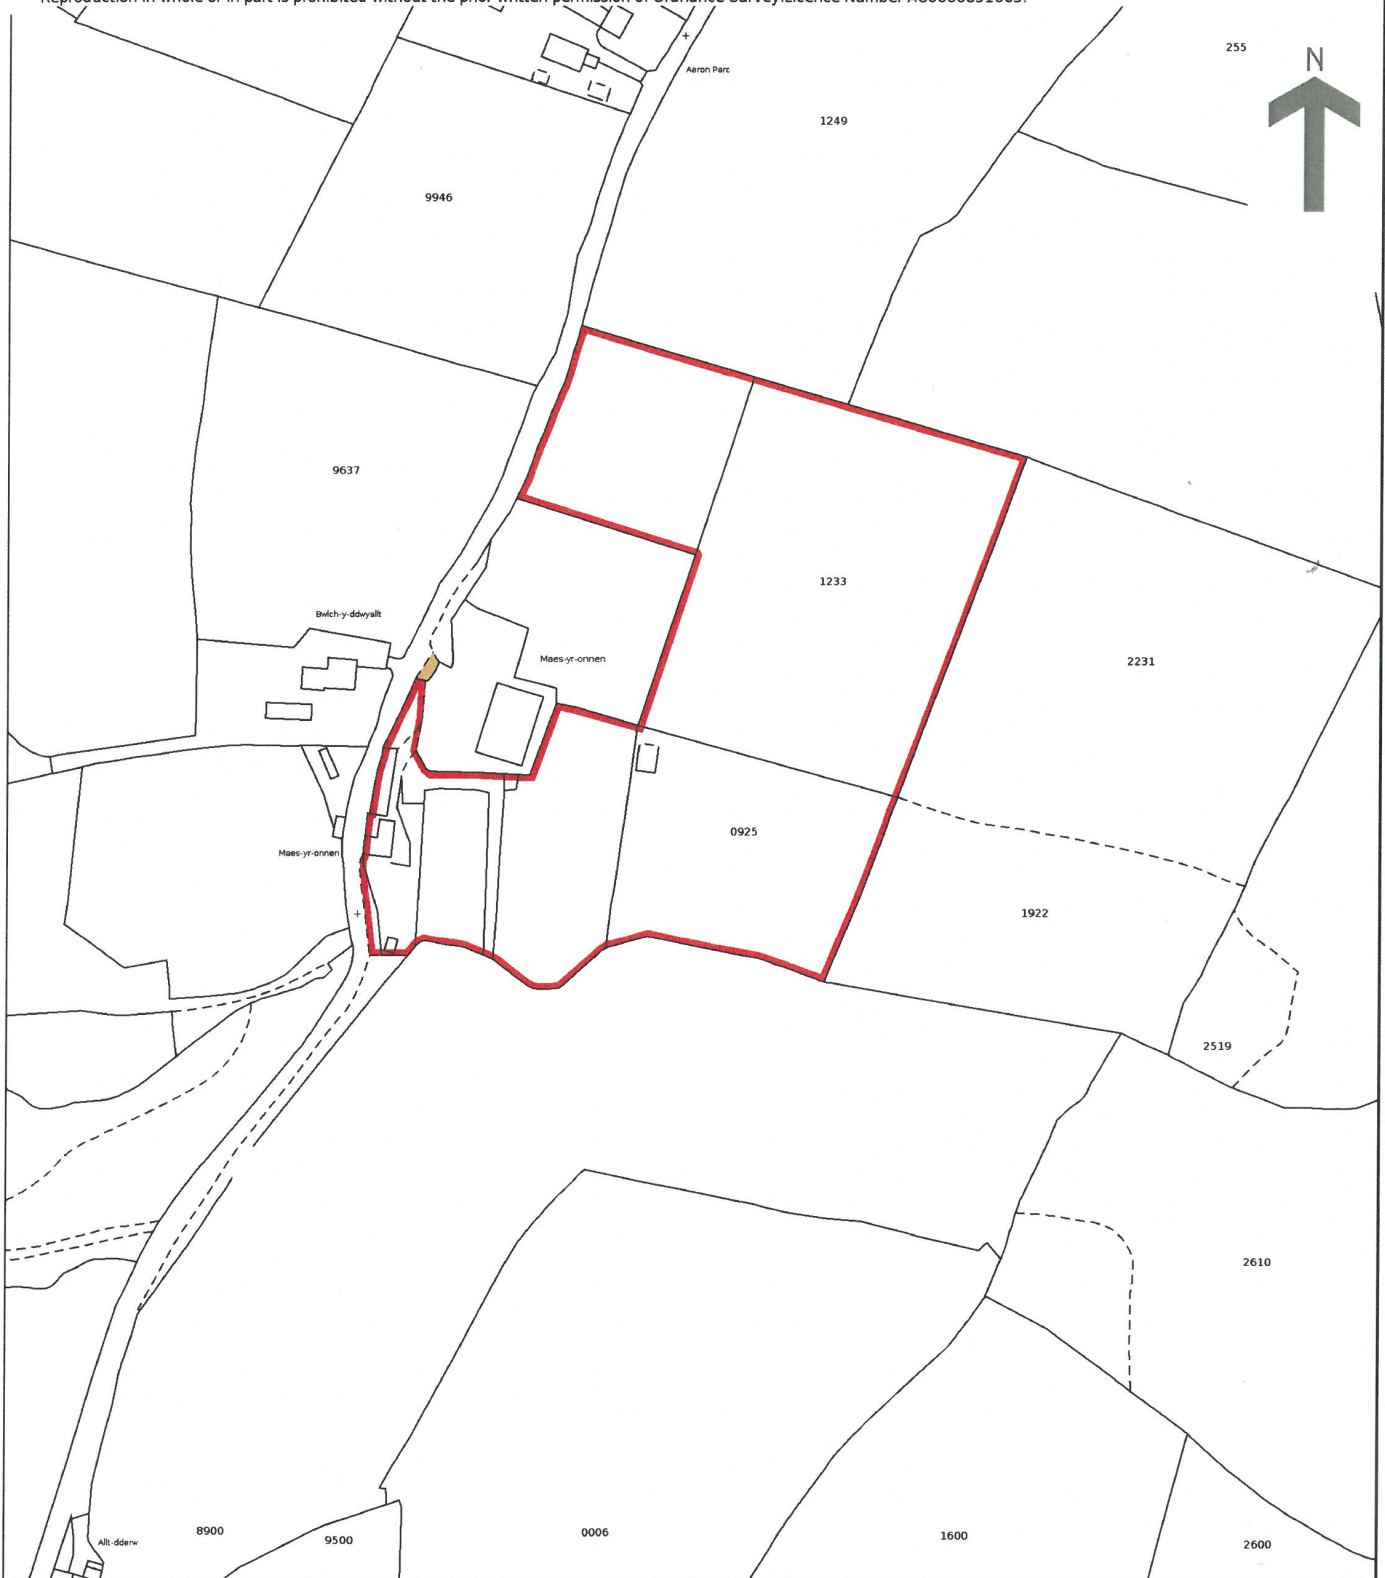 255
N
Aeron Parc
1249
9946
9637
1233
Bwlch-y-ddwyallt
Maes-yr-onnen
2231
0925
Maes-yr-onnen
1922
2519
2610
8900
9500
0006
1600
2600
Allt-dderw